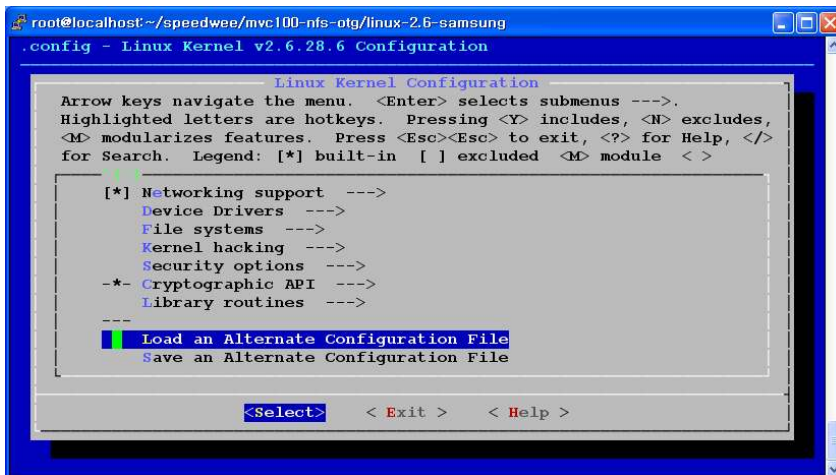 root@localhost:~/speedwee/mvc100-nfs-otg/linux-2.6-samsung
.config - Linux Kernel v2.6.28.6 Configuration
Linux Kernel Configuration
Arrow keys navigate the menu. <Enter> selects submenus --->.
Highlighted letters are hotkeys. Pressing <Y> includes, <N> excludes,
<M> modularizes features. Press <Esc><Esc> to exit, <?> for Help, </>
for Search. Legend: [*] built-in [ ] excluded <M> module < >
[*] Networking support --->
Device Drivers --->
File systems --->
Kernel hacking --->
Security options --->
-*- Cryptographic API --->
Library routines --->
---
Load an Alternate Configuration File
Save an Alternate Configuration File
<Select> < Exit > < Help >